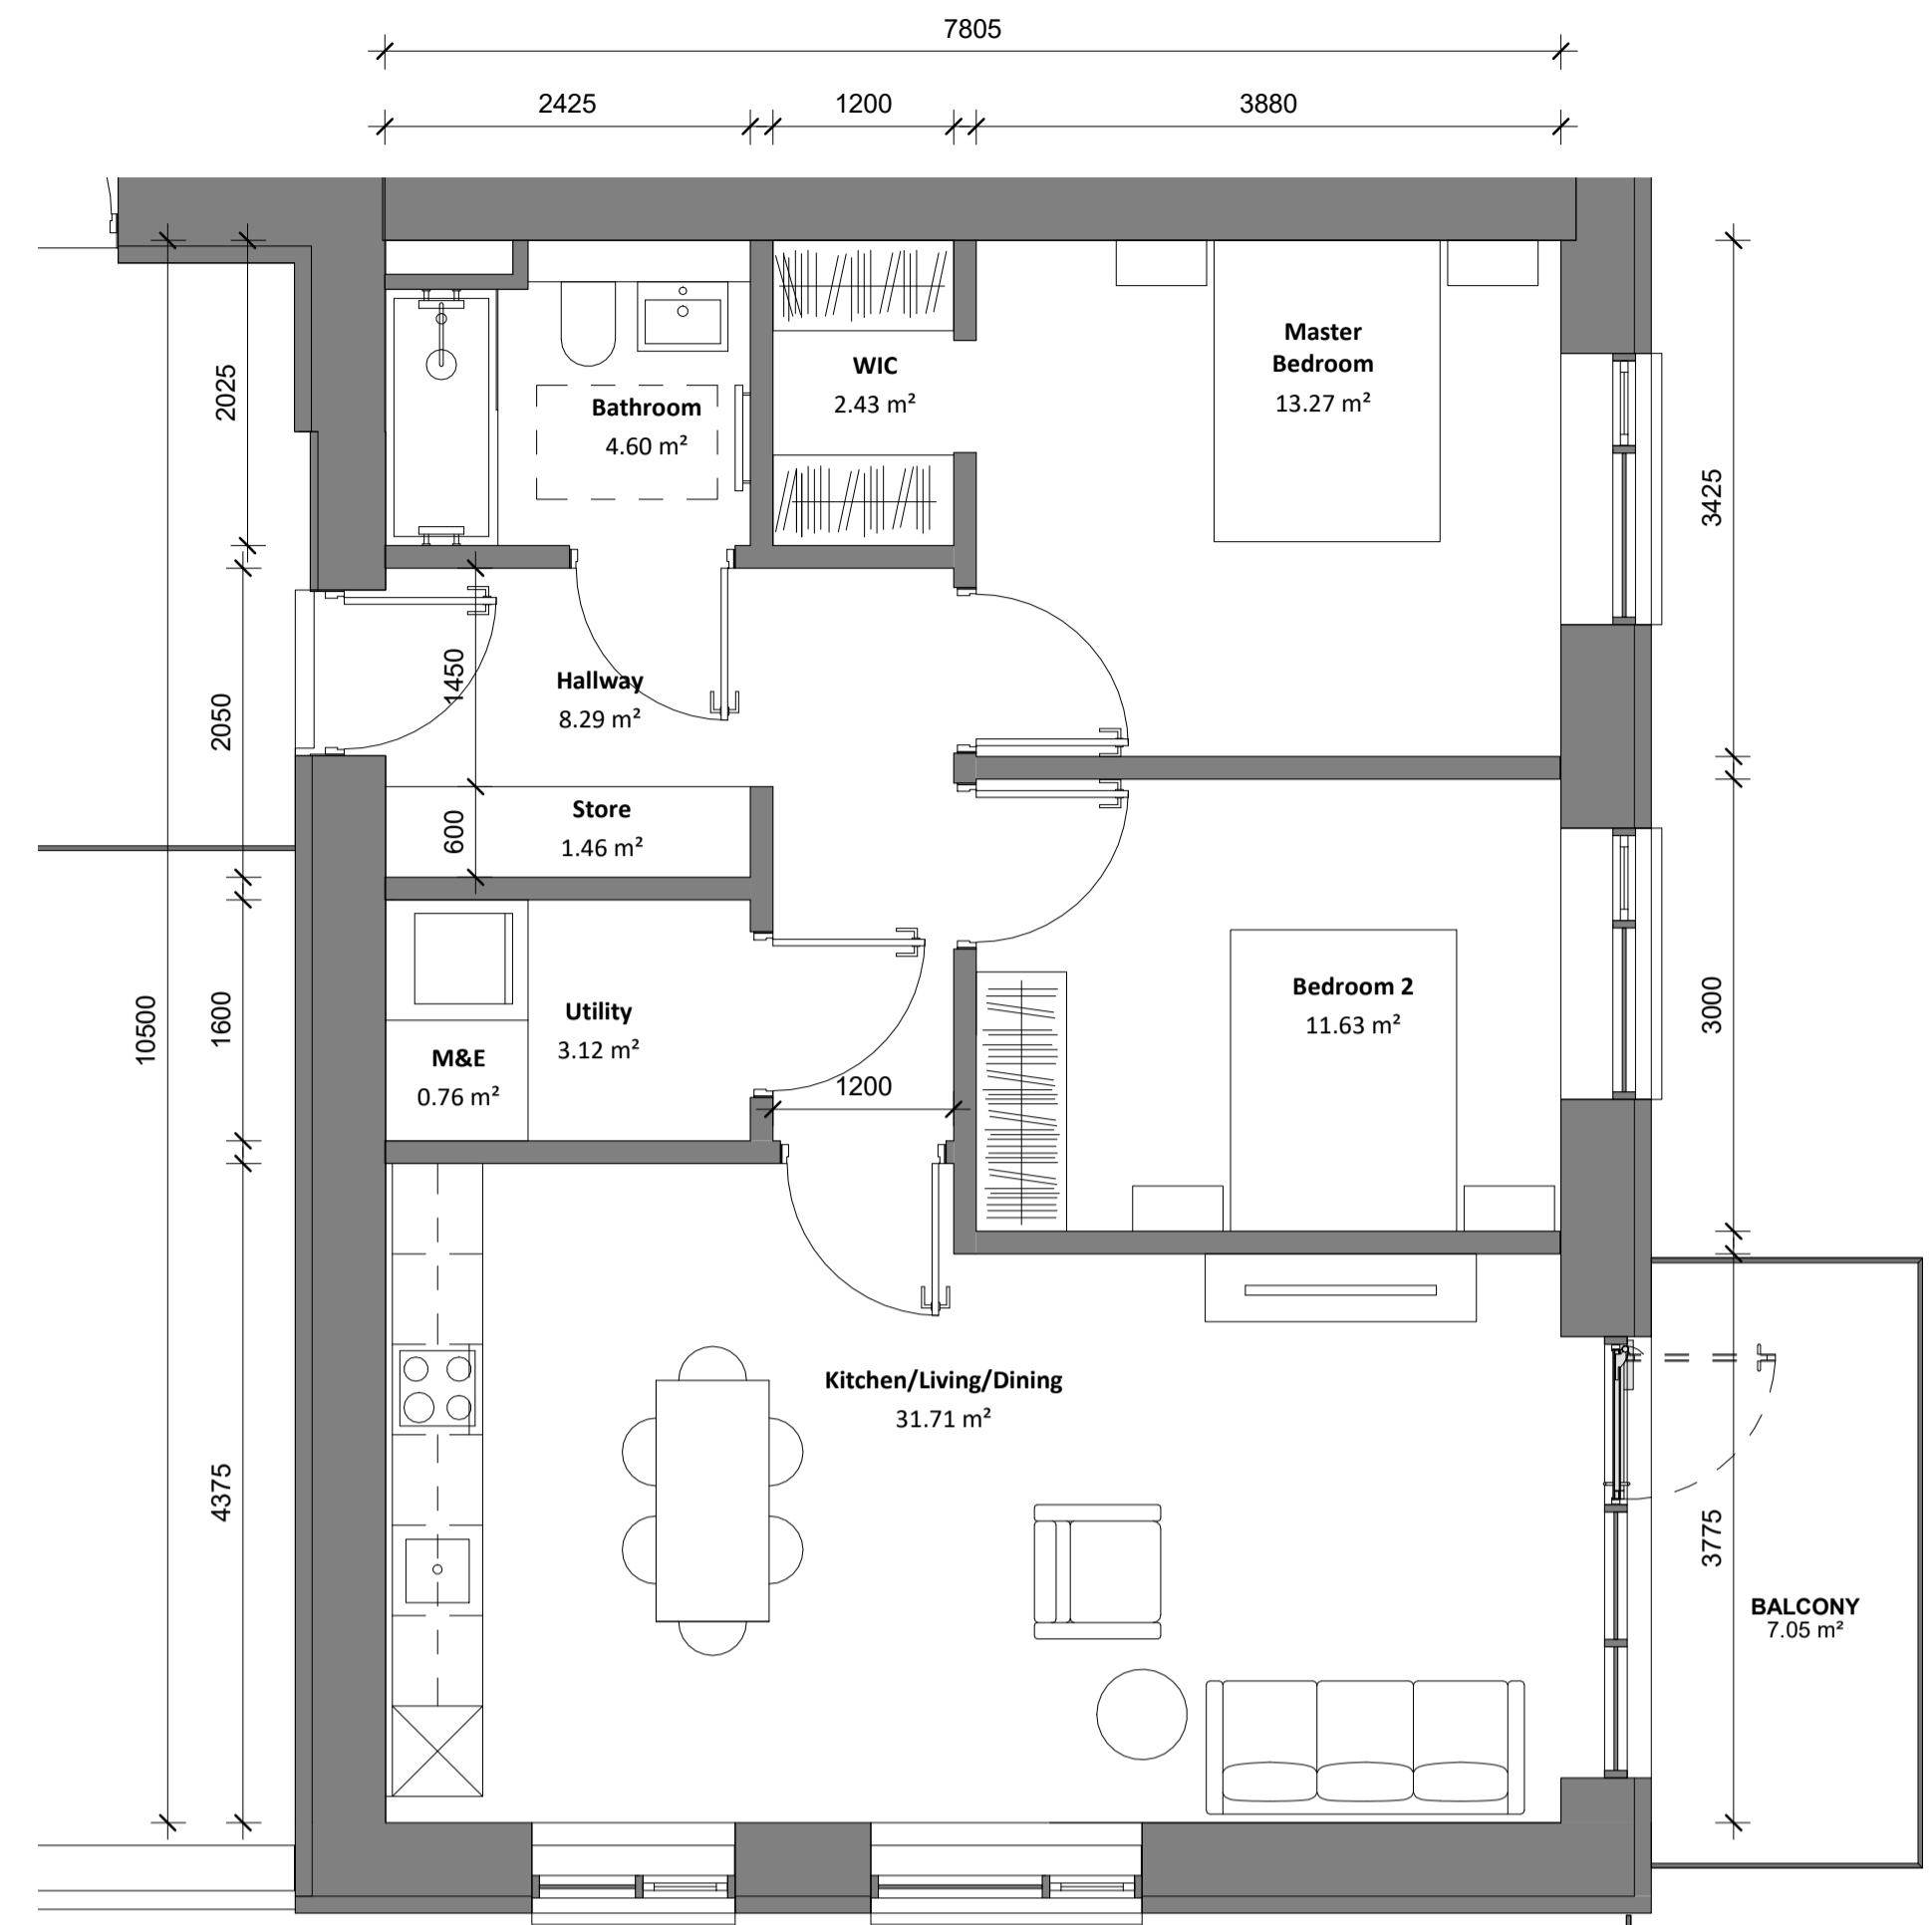 7805
2425
1200
3880
Master
Bedroom
13.27 m²
WIC
2.43 m²
Bathroom
4.60 m²
2025
3425
1450
Hallway
8.29 m²
2050
Store
1.46 m²
600
10500
1600
Utility
3.12 m²
M&E
0.76 m²
1200
Bedroom 2
11.63 m²
3000
Kitchen/Living/Dining
31.71 m²
4375
3775
BALCONY
7.05 m²